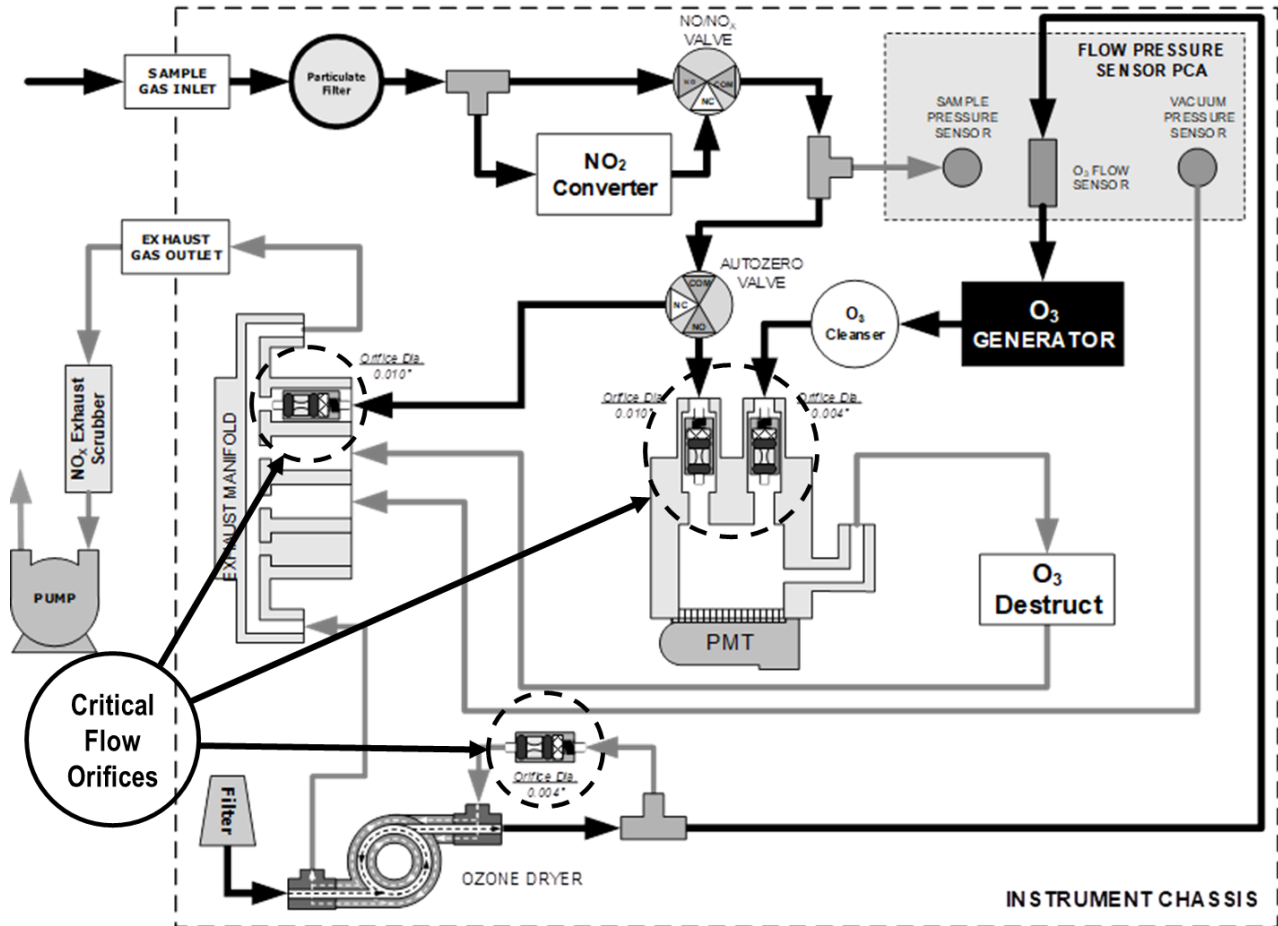 NO/NOX
VALVE
FLOW PRESSURE
SENSOR PCA
SAMPLE
GAS INLET
Particulate
Filter
NO
COM
NC
SAMPLE
PRESSURE
SENSOR
VACUUM
PRESSURE
SENSOR
NO2
Converter
O3 FLOW
SENSOR
EXHAUST
GAS OUTLET
AUTOZERO
VALVE
COM
NC
NO
O3
Cleanser
O3
GENERATOR
Orifice Dia.
0.010"
Orifice Dia.
0.010"
Orifice Dia.
0.004"
NOX Exhaust
Scrubber
EXHAUST MANIFOLD
PUMP
O3
Destruct
PMT
Critical
Flow
Orifices
Orifice Dia.
0.004"
Filter
OZONE DRYER
INSTRUMENT CHASSIS